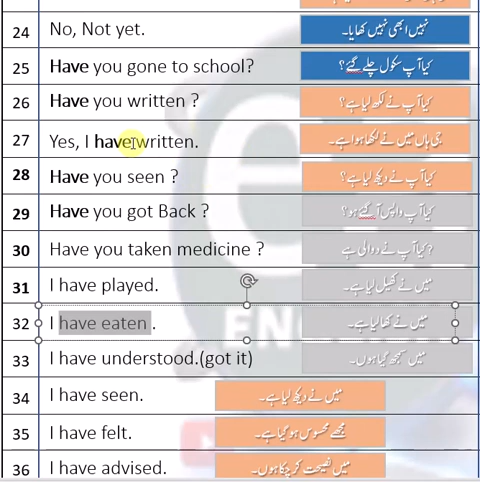 24 No, Not yet. نہیں ابھی نہیں کھایا۔
25 Have you gone to school? کیا آپ سکول چلے گئے؟
26 Have you written ? کیا آپ نے لکھ لیا ہے؟
27 Yes, I have written. جی ہاں میں نے لکھا ہوا ہے۔
28 Have you seen ? کیا آپ نے دیکھ لیا ہے؟
29 Have you got Back ? کیا آپ واپس آ گئے ہو؟
30 Have you taken medicine ? کیا آپ نے دوا لی ہے?
31 I have played. میں نے کھیل لیا ہے۔
32 I have eaten . میں نے کھا لیا ہے۔
33 I have understood.(got it) میں سمجھ گیا ہوں۔
34 I have seen. میں نے دیکھ لیا ہے۔
35 I have felt. مجھے محسوس ہو گیا ہے۔
36 I have advised. میں نصیحت کر چکا ہوں۔